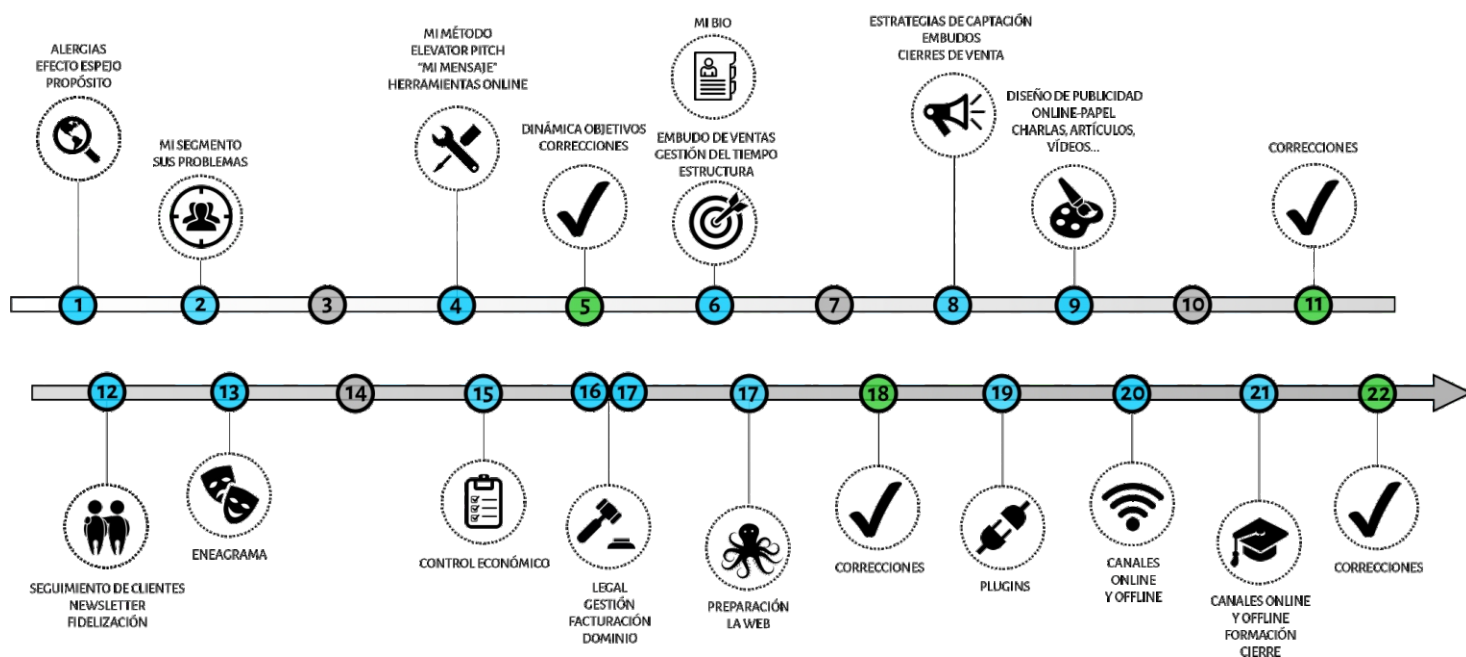 ALERGIAS
EFECTO ESPEJO
PROPÓSITO
MI SEGMENTO
SUS PROBLEMAS
MI MÉTODO
ELEVATOR PITCH
"MI MENSAJE"
HERRAMIENTAS ONLINE
DINÁMICA OBJETIVOS
CORRECCIONES
MI BIO
EMBUDO DE VENTAS
GESTIÓN DEL TIEMPO
ESTRUCTURA
ESTRATEGIAS DE CAPTACIÓN
EMBUDOS
CIERRES DE VENTA
DISEÑO DE PUBLICIDAD
ONLINE-PAPEL
CHARLAS, ARTÍCULOS,
VÍDEOS...
CORRECCIONES
1 2 3 4 5 6 7 8 9 10 11
12 13 14 15 16 17 17 18 19 20 21 22
SEGUIMIENTO DE CLIENTES
NEWSLETTER
FIDELIZACIÓN
ENEAGRAMA
CONTROL ECONÓMICO
LEGAL
GESTIÓN
FACTURACIÓN
DOMINIO
PREPARACIÓN
LA WEB
CORRECCIONES
PLUGINS
CANALES
ONLINE
Y OFFLINE
CANALES ONLINE
Y OFFLINE
FORMACIÓN
CIERRE
CORRECCIONES